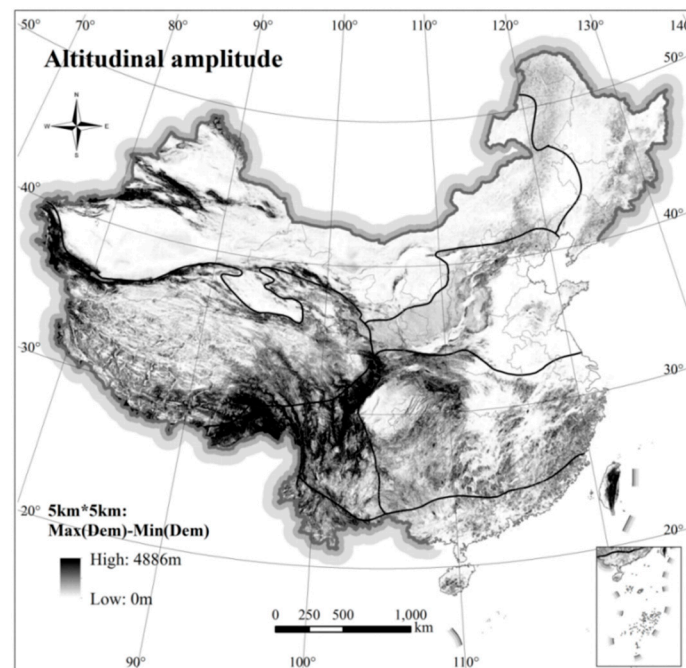 50° 70° 80° 90° 100° 110° 120° 130° 140°
Altitudinal amplitude
50°
N
W E
S
40°
40°
30°
30°
20°
20°
5km*5km:
Max(Dem)-Min(Dem)
High: 4886m
Low: 0m
0 250 500 1,000
km
90° 100° 110°